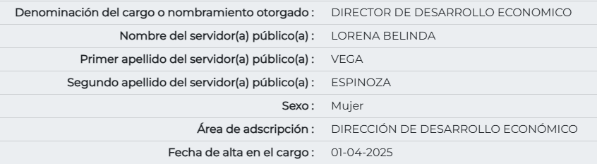 Denominación del cargo o nombramiento otorgado : DIRECTOR DE DESARROLLO ECONOMICO
Nombre del servidor(a) público(a) : LORENA BELINDA
Primer apellido del servidor(a) público(a) : VEGA
Segundo apellido del servidor(a) público(a) : ESPINOZA
Sexo : Mujer
Área de adscripción : DIRECCIÓN DE DESARROLLO ECONÓMICO
Fecha de alta en el cargo : 01-04-2025